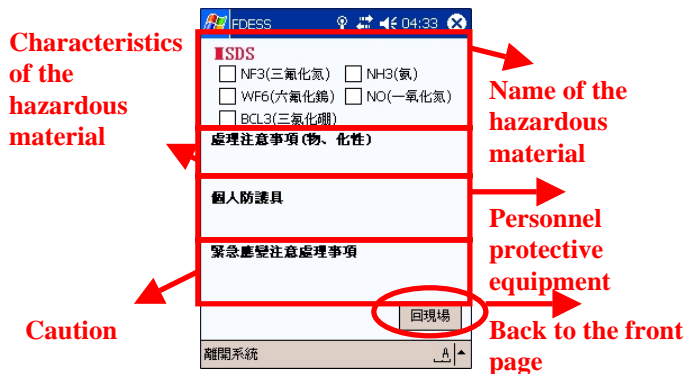 FDESS 04:33
Characteristics
of the
hazardous
material
MSDS
NF3(三氟化氮) NH3(氨)
WF6(六氟化鎢) NO(一氧化氮)
BCL3(三氯化硼)
Name of the
hazardous
material
處理注意事項(物、化性)
個人防護具
Personnel
protective
equipment
緊急應變注意處理事項
Caution
回現場
Back to the front
page
離開系統 A